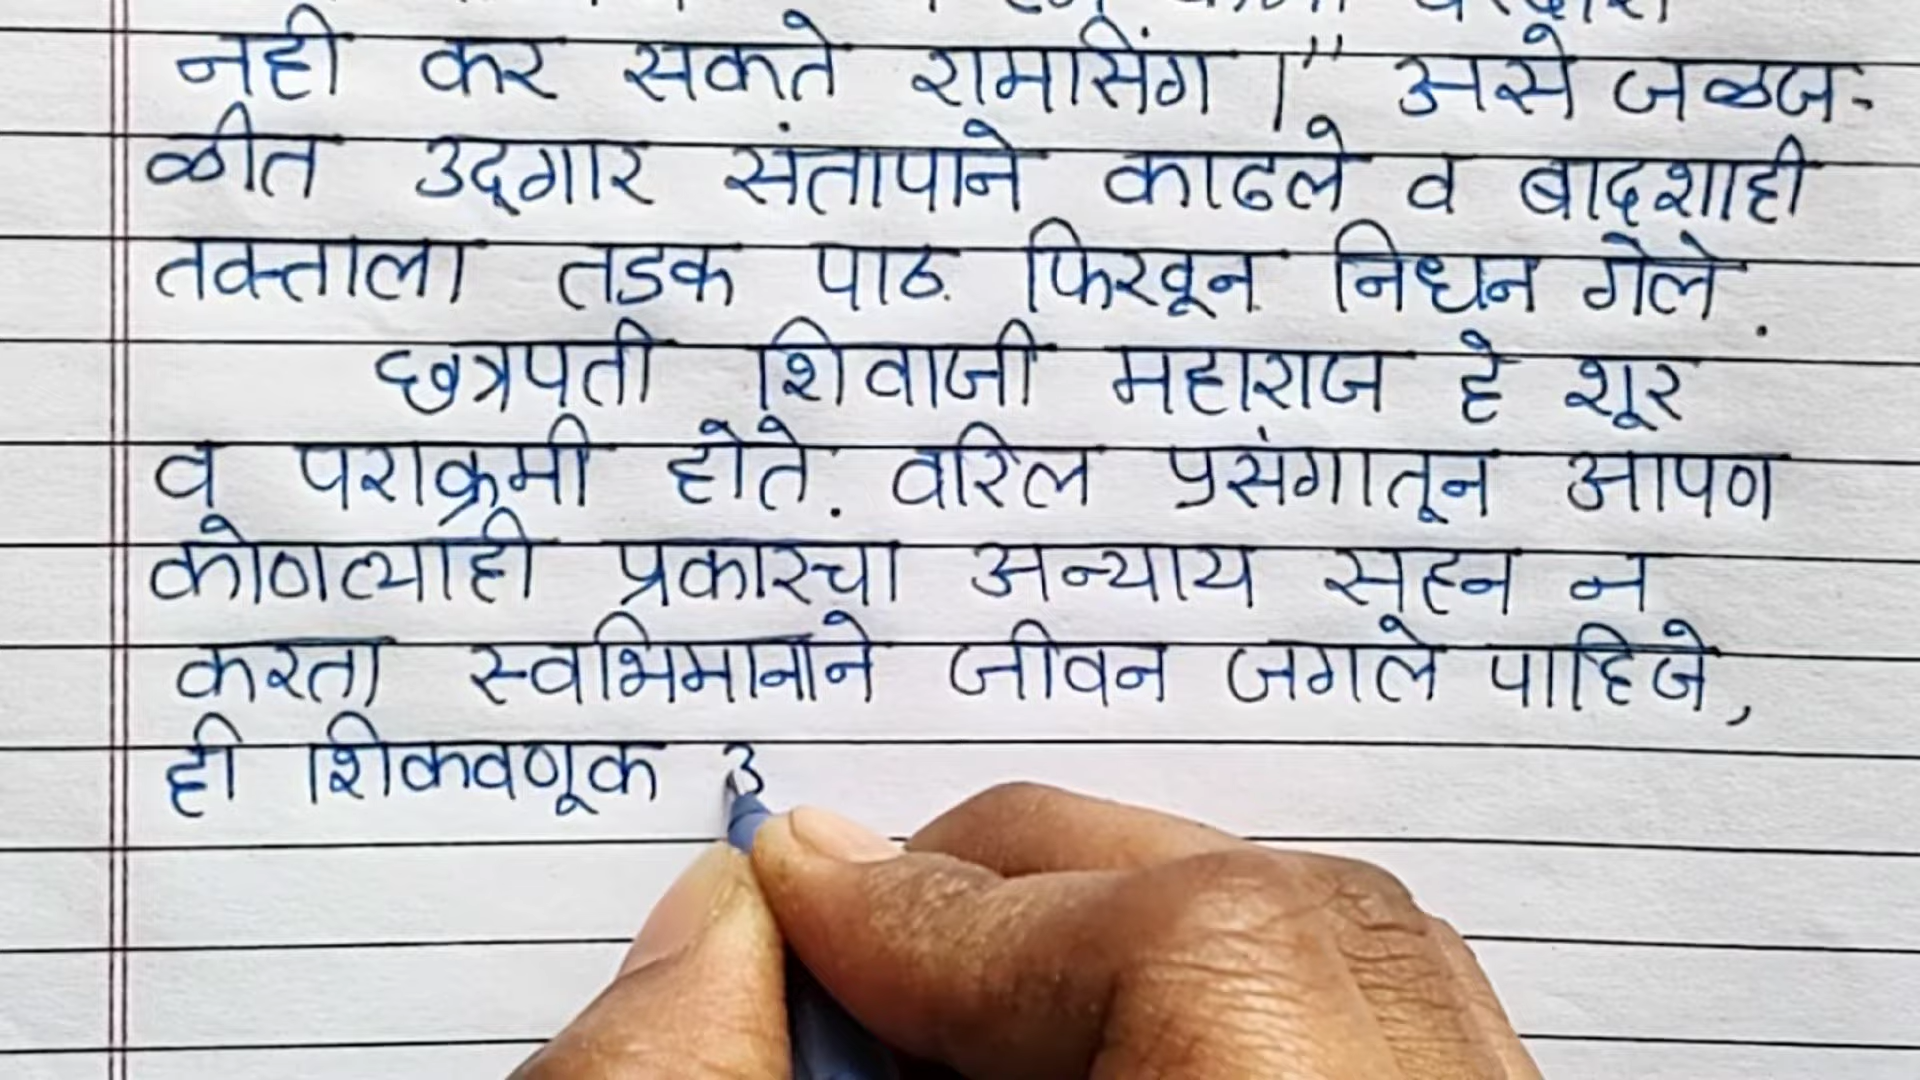 नही कर सकते रामसिंग।" असे जळज-
ळीत उद्‌गार संतापाने काढले व बादशाही
तक्ताला तडक पाठ फिरवून निघून गेले.
छत्रपती शिवाजी महाराज हे शूर
व पराक्रमी होते. वरिल प्रसंगातून आपण
कोणत्याही प्रकारचा अन्याय सहन न
करता स्वभिमानाने जीवन जगले पाहिजे,
ही शिकवणूक